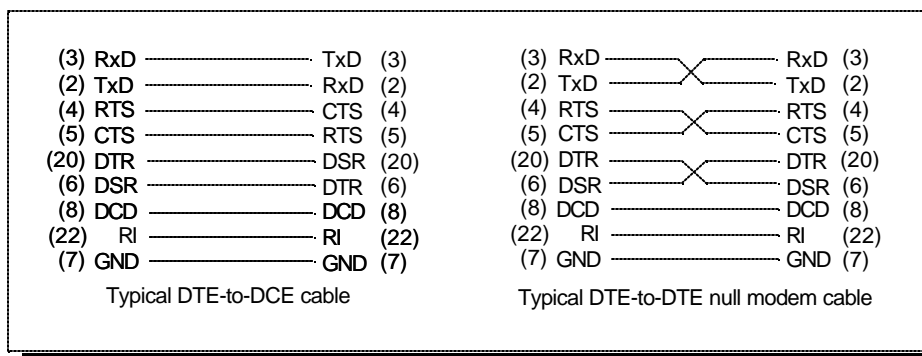 (3) RxD TxD (3)
(2) TxD RxD (2)
(4) RTS CTS (4)
(5) CTS RTS (5)
(20) DTR DSR (20)
(6) DSR DTR (6)
(8) DCD DCD (8)
(22) RI RI (22)
(7) GND GND (7)
Typical DTE-to-DCE cable
(3) RxD RxD (3)
(2) TxD TxD (2)
(4) RTS RTS (4)
(5) CTS CTS (5)
(20) DTR DTR (20)
(6) DSR DSR (6)
(8) DCD DCD (8)
(22) RI RI (22)
(7) GND GND (7)
Typical DTE-to-DTE null modem cable